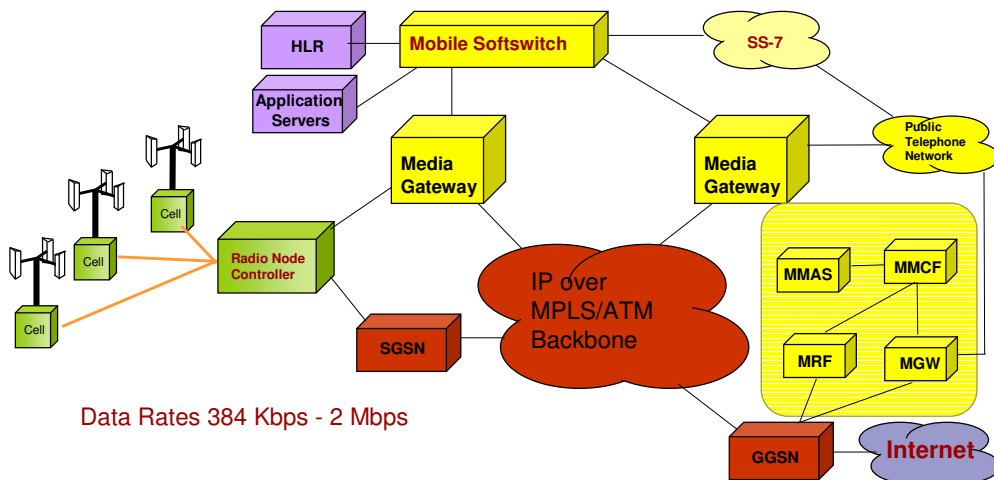 HLR
Mobile Softswitch
SS-7
Application
Servers
Public
Telephone
Network
Media
Gateway
Media
Gateway
Cell
Cell
Cell
Radio Node
Controller
IP over
MPLS/ATM
Backbone
MMAS
MMCF
SGSN
MRF
MGW
Data Rates 384 Kbps - 2 Mbps
GGSN
Internet